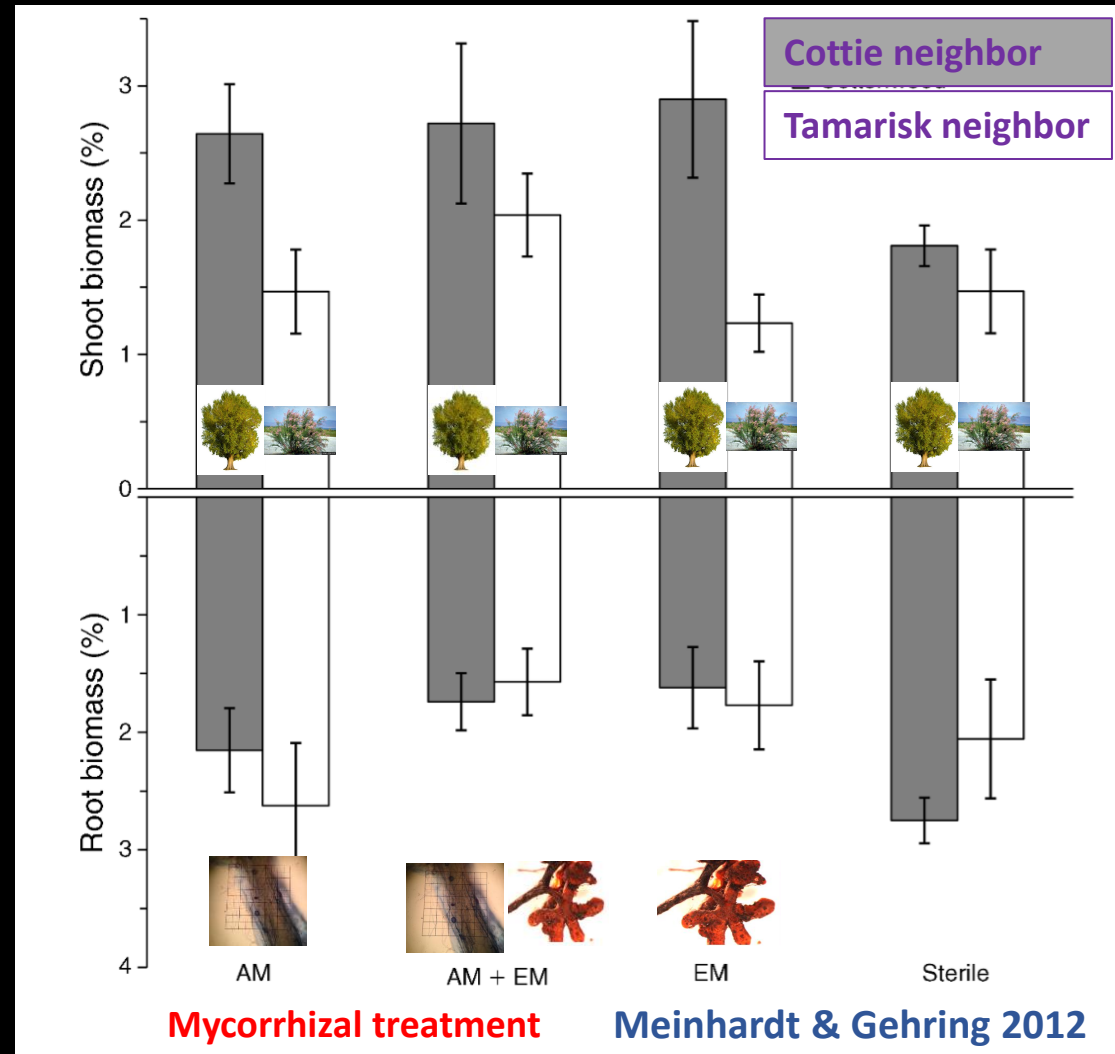 Cottie neighbor
Tamarisk neighbor
Shoot biomass (%)
3
2
1
0
Root biomass (%)
1
2
3
4
AM
AM + EM
EM
Sterile
Mycorrhizal treatment
Meinhardt & Gehring 2012